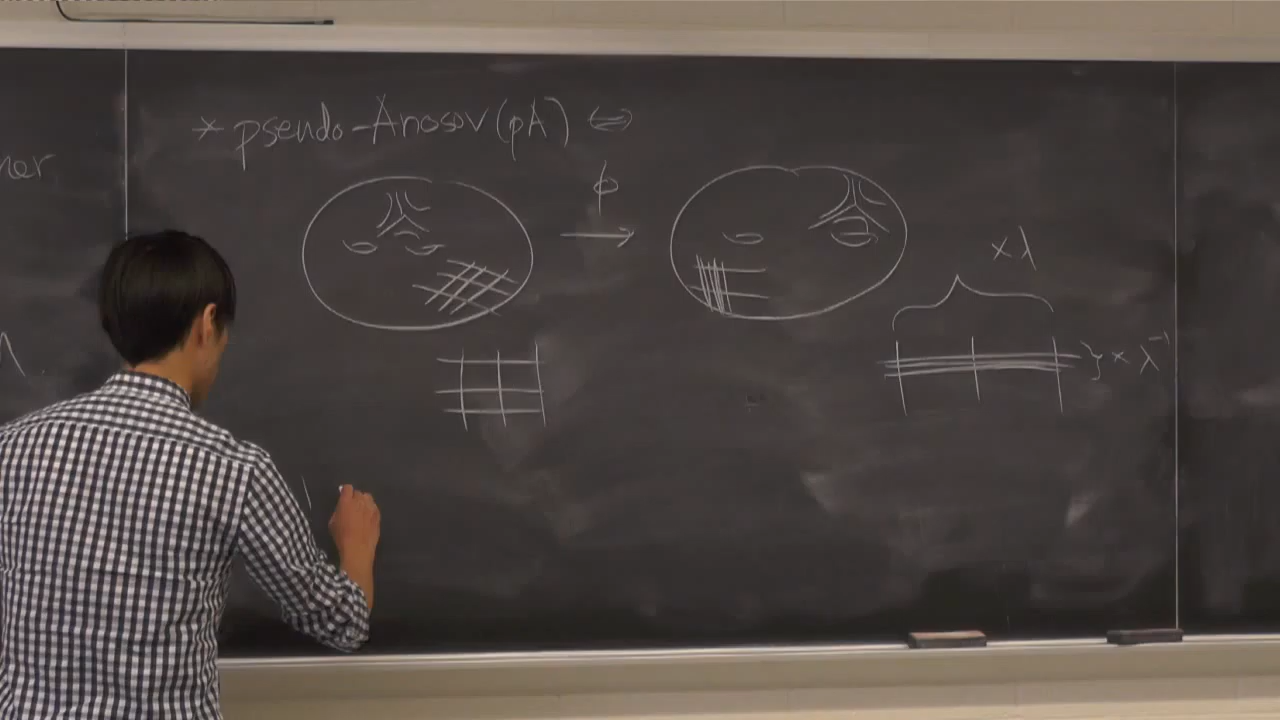 * pseudo-Anosov (pA) ⇔
ϕ
×λ
} × λ⁻¹